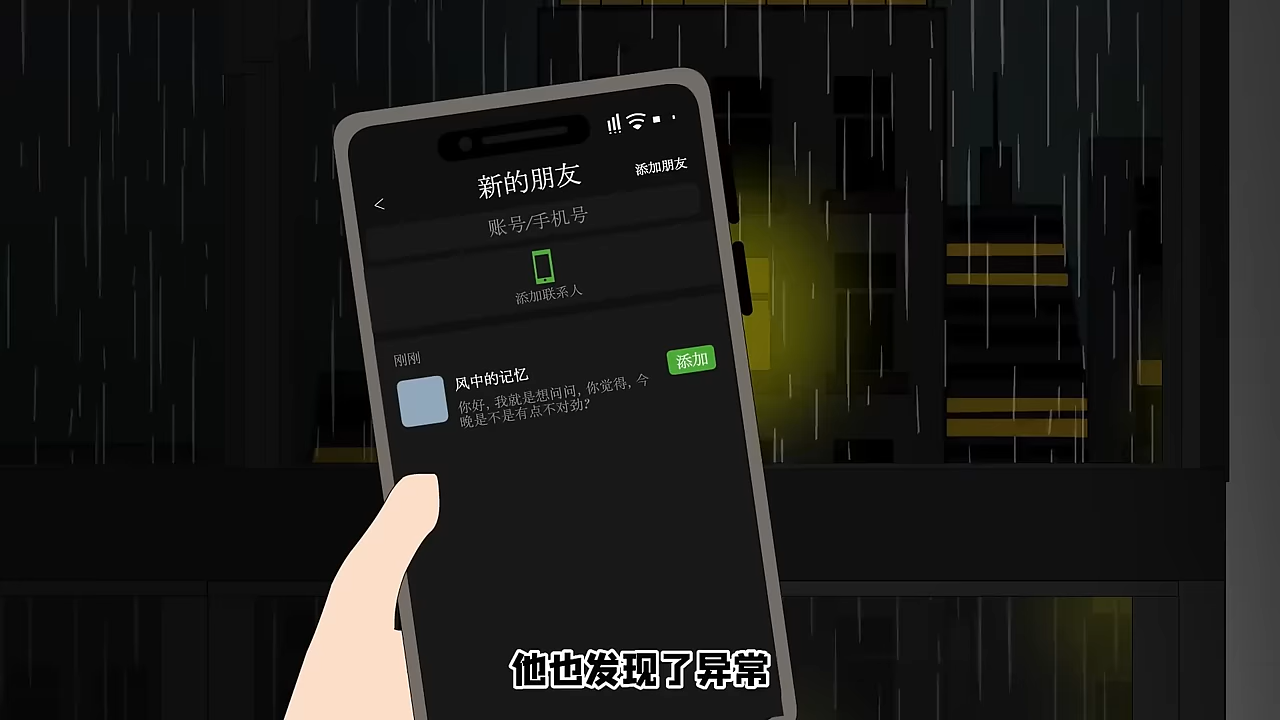 新的朋友
添加朋友
<
账号/手机号
添加联系人
刚刚
风中的记忆
添加
你好, 我就是想问问, 你觉得, 今
晚是不是有点不对劲?
他也发现了异常